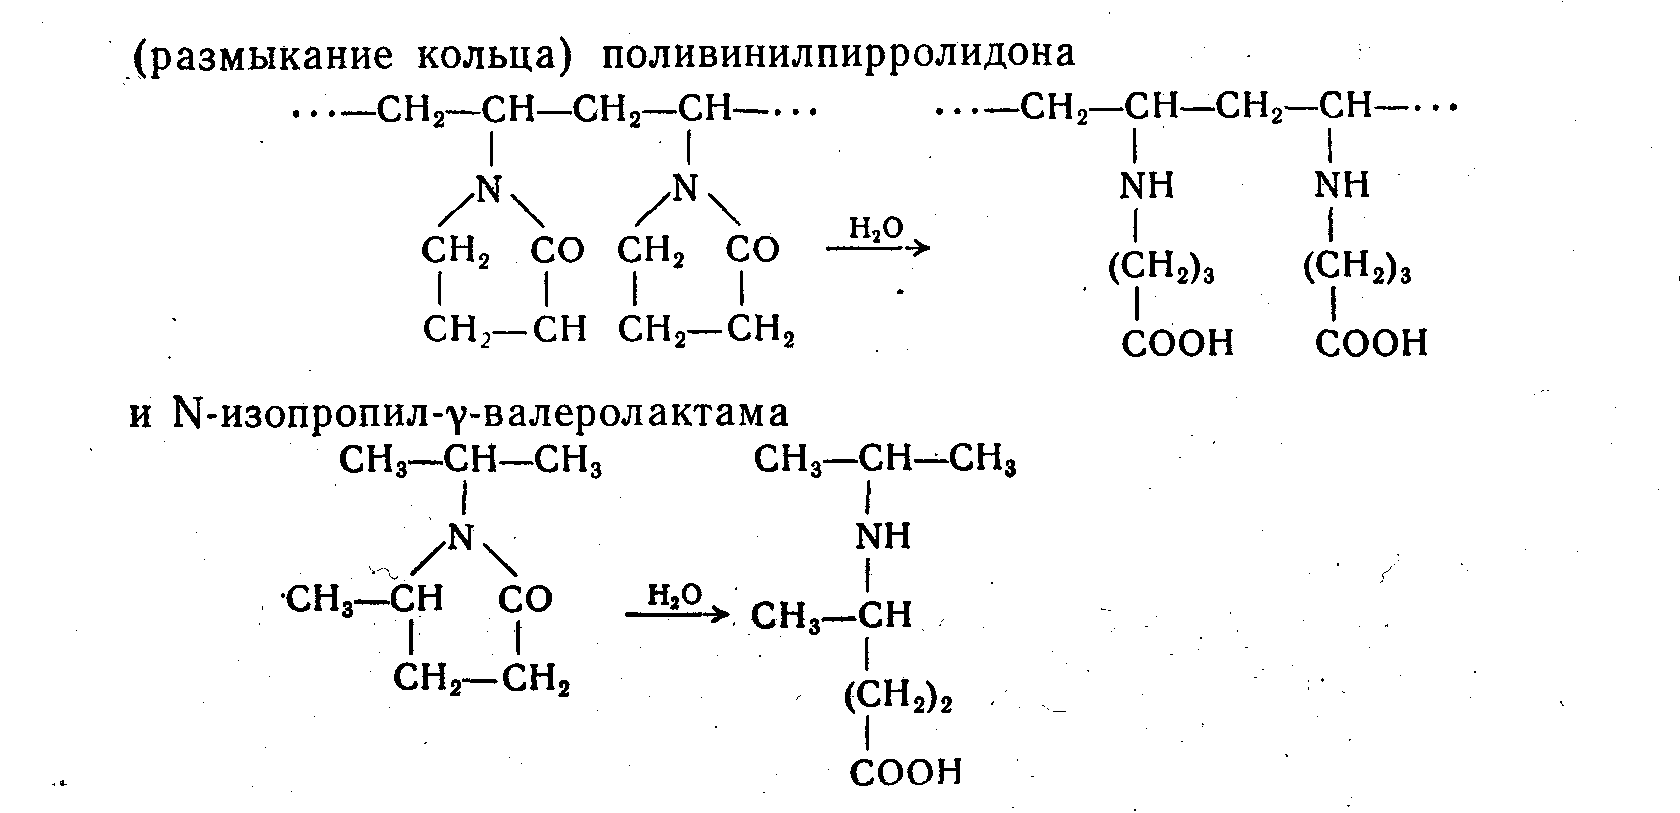 (размыкание кольца) поливинилпирролидона
···—CH₂—CH—CH₂—CH—··· ···—CH₂—CH—CH₂—CH—···
N N NH NH
CH₂ CO CH₂ CO H₂O (CH₂)₃ (CH₂)₃
CH₂—CH CH₂—CH₂ COOH COOH
и N-изопропил-γ-валеролактама
CH₃—CH—CH₃ CH₃—CH—CH₃
N NH
CH₃—CH CO H₂O CH₃—CH
CH₂—CH₂ (CH₂)₂
COOH